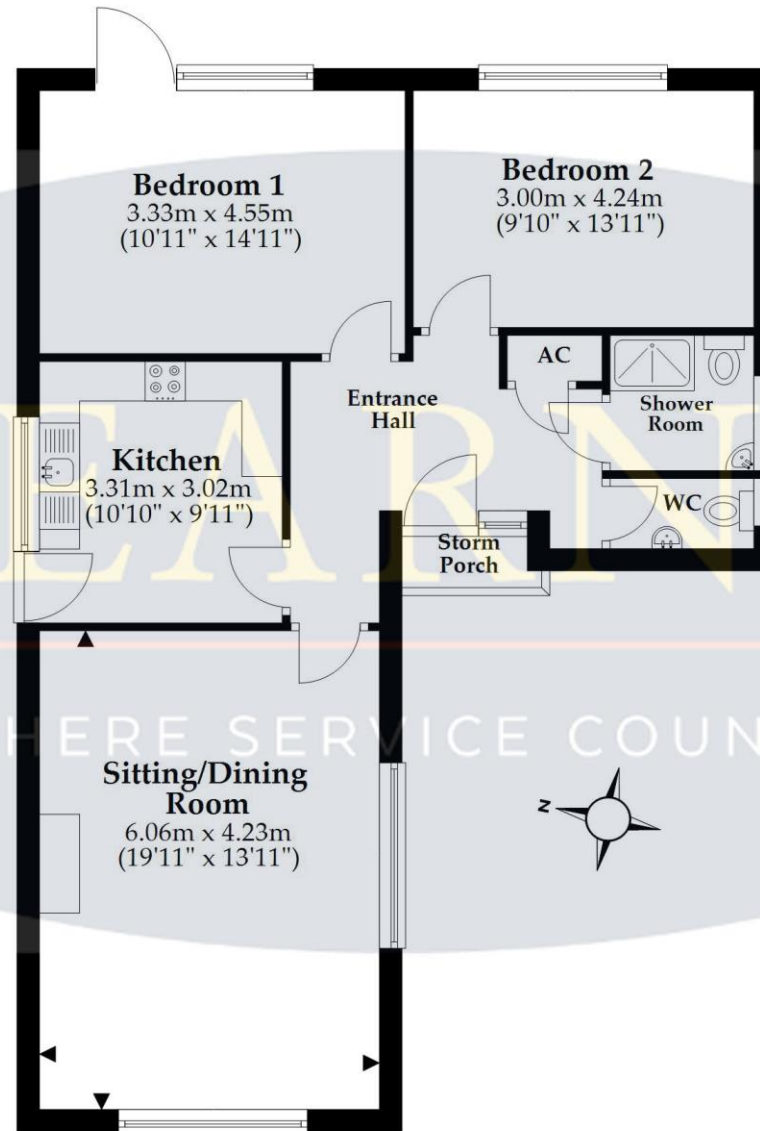 Bedroom 1
3.33m x 4.55m
(10'11" x 14'11")
Bedroom 2
3.00m x 4.24m
(9'10" x 13'11")
AC
Shower
Room
Entrance
Hall
Kitchen
3.31m x 3.02m
(10'10" x 9'11")
WC
Storm
Porch
EARN
HERE SERVICE COUN
Sitting/Dining
Room
6.06m x 4.23m
(19'11" x 13'11")
N